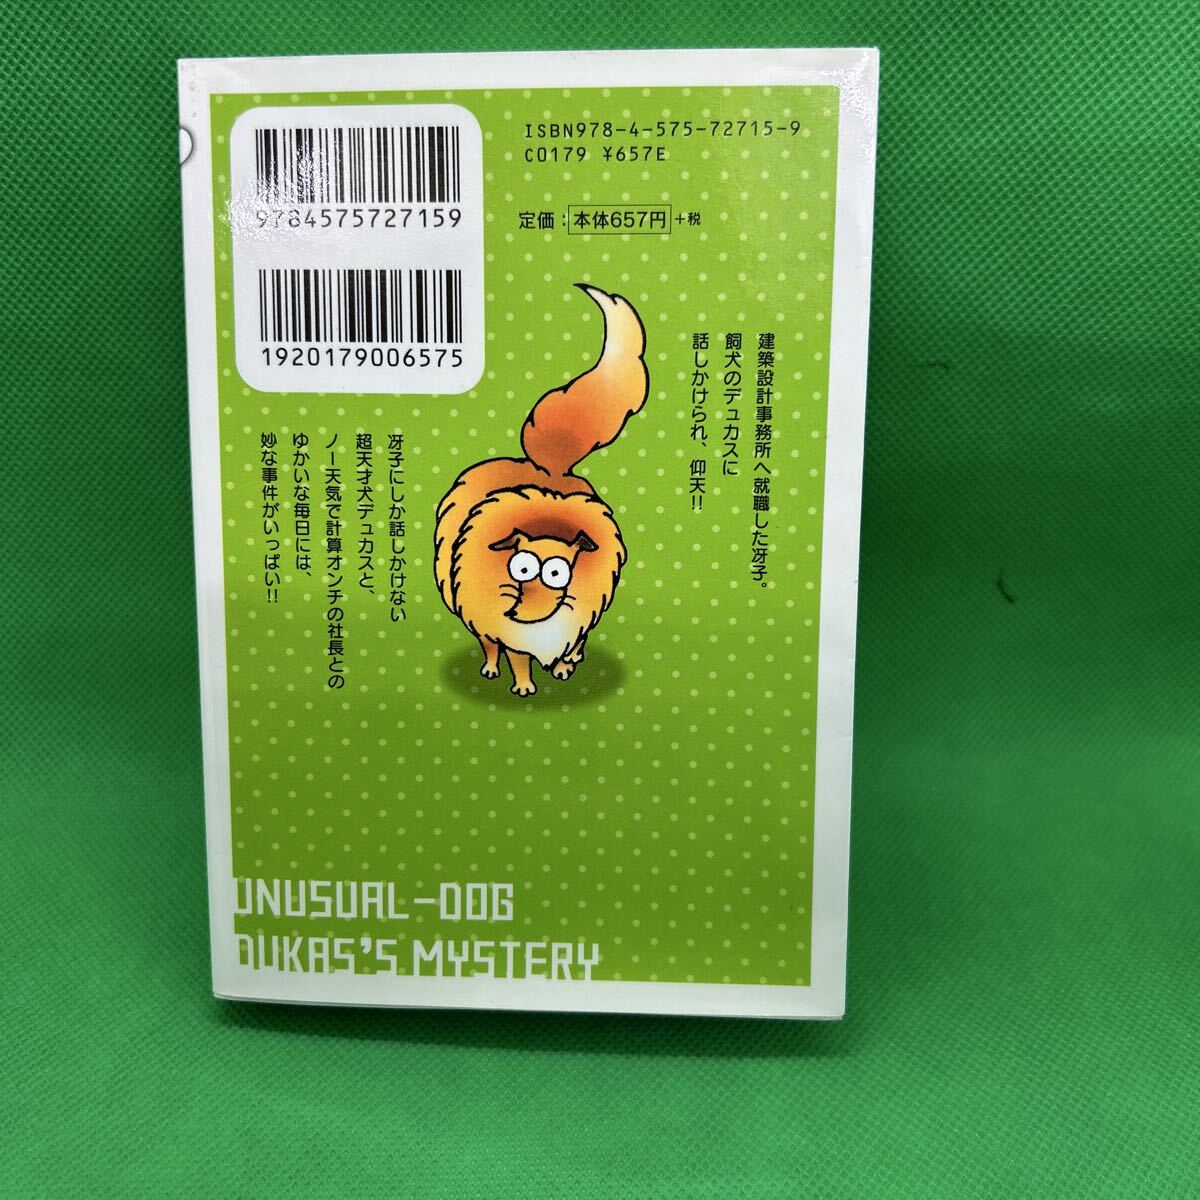 ISBN978-4-575-72715-9
C0179 ¥657E
定価：本体657円+税
9784575727159
1920179006575
建築設計事務所へ就職した冴子。
飼犬のデュカスに
話しかけられ、仰天!!
冴子にしか話しかけない
超天才犬デュカスと、
ノー天気で計算オンチの社長との
ゆかいな毎日には、
妙な事件がいっぱい!!
UNUSUAL-DOG
DUKAS'S MYSTERY